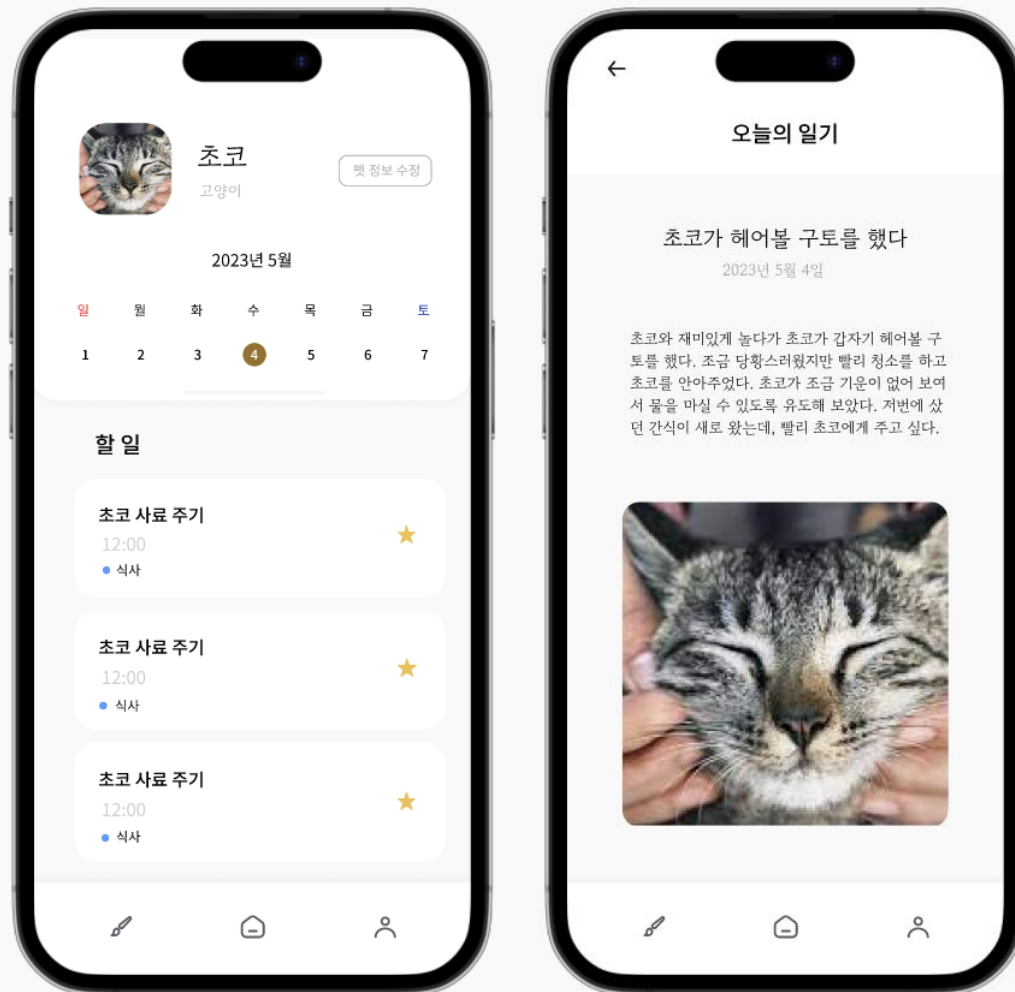 초코
고양이
펫 정보 수정
2023년 5월
일 월 화 수 목 금 토
1 2 3 4 5 6 7
할 일
초코 사료 주기
12:00
식사
초코 사료 주기
12:00
식사
초코 사료 주기
12:00
식사
오늘의 일기
초코가 헤어볼 구토를 했다
2023년 5월 4일
초코와 재미있게 놀다가 초코가 갑자기 헤어볼 구
토를 했다. 조금 당황스러웠지만 빨리 청소를 하고
초코를 안아주었다. 초코가 조금 기운이 없어 보여
서 물을 마실 수 있도록 유도해 보았다. 저번에 샀
던 간식이 새로 왔는데, 빨리 초코에게 주고 싶다.